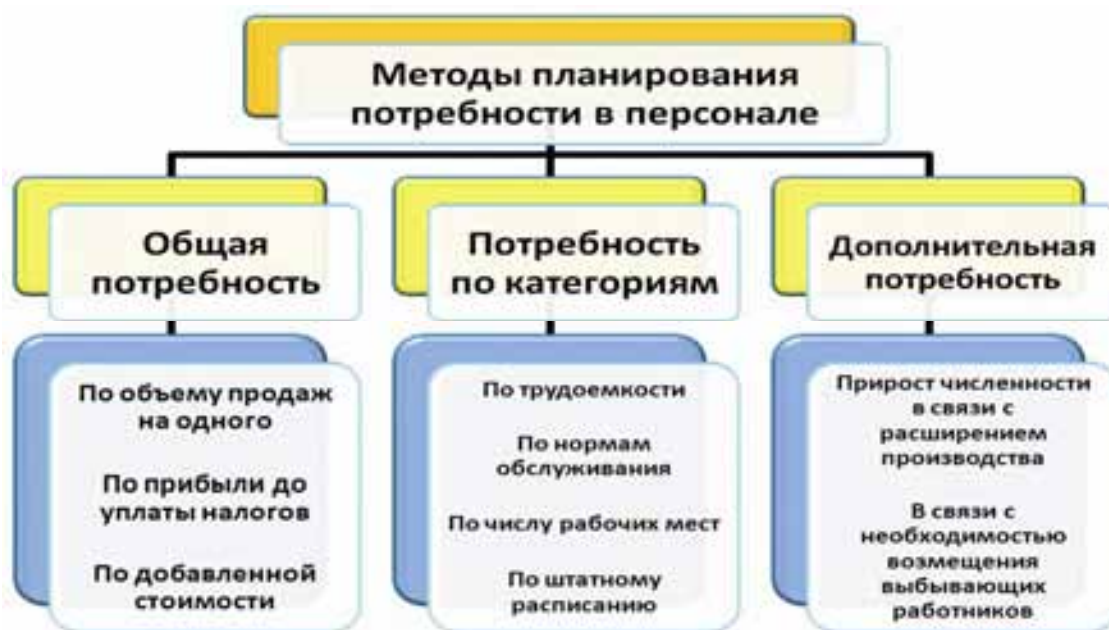 Методы планирования
потребности в персонале
Общая
потребность
По объему продаж
на одного
По прибыли до
уплаты налогов
По добавленной
стоимости
Потребность
по категориям
По трудоемкости
По нормам
обслуживания
По числу рабочих мест
По штатному
расписанию
Дополнительная
потребность
Прирост численности
в связи с
расширением
производства
В связи с
необходимостью
возмещения
выбывающих
работников